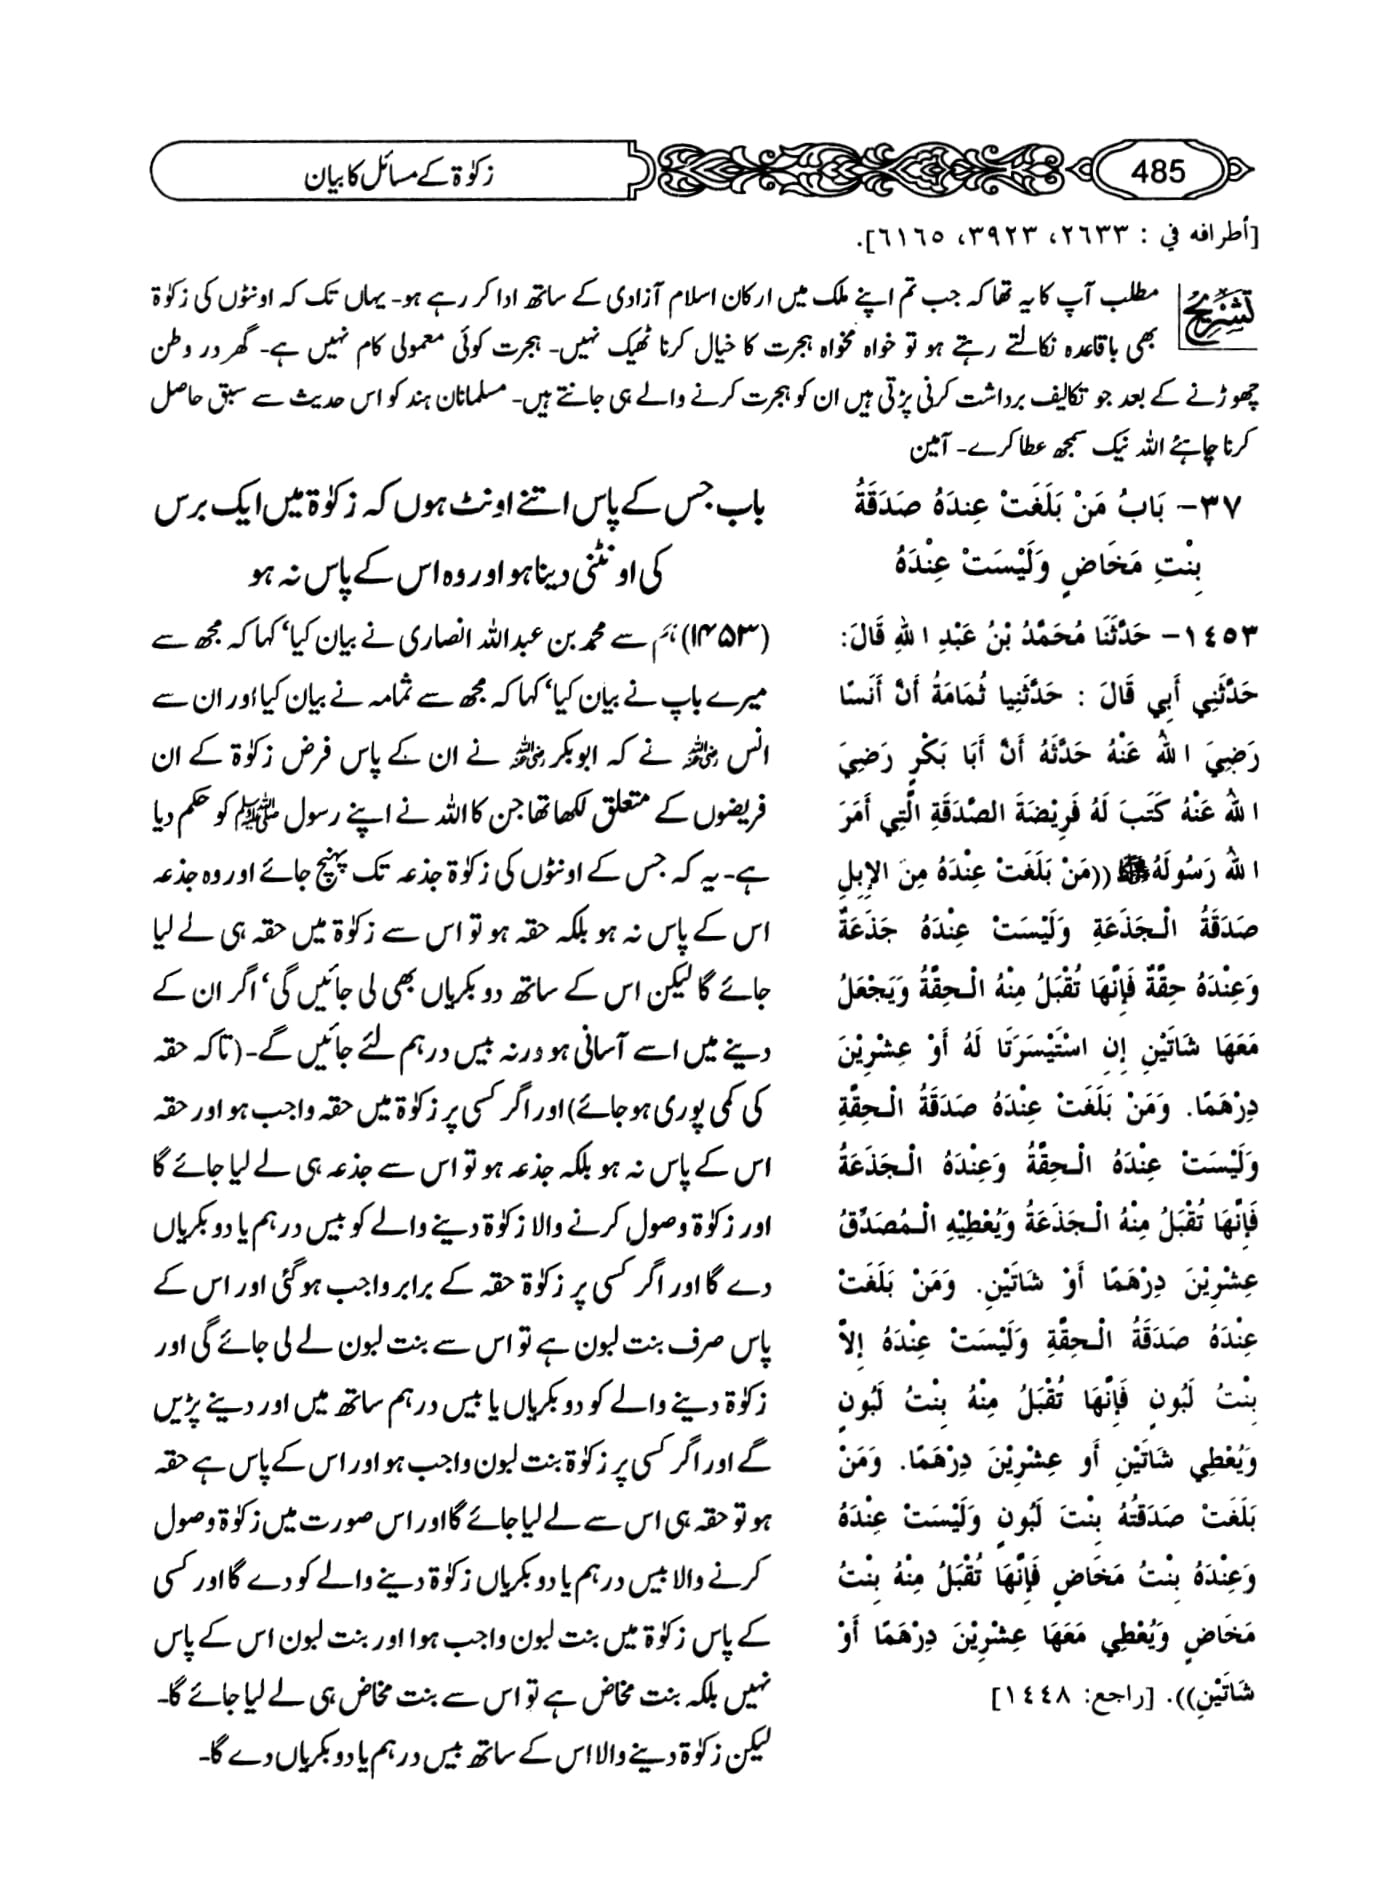 485
زکوٰۃ کے مسائل کا بیان
[أطرافه في : ٢٦٣٣، ٣٩٢٣، ٦١٦٥].
تشریح
مطلب آپ کا یہ تھا کہ جب تم اپنے ملک میں ارکان اسلام آزادی کے ساتھ ادا کر رہے ہو۔ یہاں تک کہ اونٹوں کی زکوٰۃ
بھی باقاعدہ نکالتے رہتے ہو تو خواہ مخواہ ہجرت کا خیال کرنا ٹھیک نہیں۔ ہجرت کوئی معمولی کام نہیں ہے۔ گھر در وطن
چھوڑنے کے بعد جو تکالیف برداشت کرنی پڑتی ہیں ان کو ہجرت کرنے والے ہی جانتے ہیں۔ مسلمانان ہند کو اس حدیث سے سبق حاصل
کرنا چاہئے اللہ نیک سمجھ عطا کرے۔ آمین
٣٧- بَابُ مَنْ بَلَغَتْ عِندَهُ صَدَقَةُ
بِنْتِ مَخَاضٍ وَلَيْسَتْ عِنْدَهُ
١٤٥٣- حَدَّثَنَا مُحَمَّدُ بْنُ عَبْدِ اللهِ قَالَ:
حَدَّثَنِي أَبِي قَالَ : حَدَّثَنِيا ثُمَامَةُ أَنَّ أَنَسًا
رَضِيَ اللهُ عَنْهُ حَدَّثَهُ أَنَّ أَبَا بَكْرٍ رَضِيَ
اللهُ عَنْهُ كَتَبَ لَهُ فَرِيْضَةَ الصَّدَقَةِ الَّتِي أَمَرَ
اللهُ رَسُولَهُ ﷺ ((مَنْ بَلَغَتْ عِنْدَهُ مِنَ الإِبِلِ
صَدَقَةُ الْجَذَعَةِ وَلَيْسَتْ عِنْدَهُ جَذَعَةٌ
وَعِنْدَهُ حِقَّةٌ فَإِنَّهَا تُقْبَلُ مِنْهُ الْحِقَّةُ وَيَجْعَلُ
مَعَهَا شَاتَيْنِ إِنِ اسْتَيْسَرَتَا لَهُ أَوْ عِشْرِيْنَ
دِرْهَمًا. وَمَنْ بَلَغَتْ عِنْدَهُ صَدَقَةُ الْحِقَّةِ
وَلَيْسَتْ عِنْدَهُ الْحِقَّةُ وَعِنْدَهُ الْجَذَعَةُ
فَإِنَّهَا تُقْبَلُ مِنْهُ الْجَذَعَةُ وَيُعْطِيْهِ الْمُصَدِّقُ
عِشْرِيْنَ دِرْهَمًا أَوْ شَاتَيْنِ. وَمَنْ بَلَغَتْ
عِنْدَهُ صَدَقَةُ الْحِقَّةِ وَلَيْسَتْ عِنْدَهُ إِلاَّ
بِنْتُ لَبُونٍ فَإِنَّهَا تُقْبَلُ مِنْهُ بِنْتُ لَبُونٍ
وَيُعْطِي شَاتَيْنِ أَو عِشْرِيْنَ دِرْهَمًا. وَمَنْ
بَلَغَتْ صَدَقَتُهُ بِنْتَ لَبُونٍ وَلَيْسَتْ عِنْدَهُ
وَعِنْدَهُ بِنْتُ مَخَاضٍ فَإِنَّهَا تُقْبَلُ مِنْهُ بِنْتُ
مَخَاضٍ وَيُعْطِي مَعَهَا عِشْرِيْنَ دِرْهَمًا أَوْ
شَاتَيْنِ)). [راجع: ١٤٤٨]
باب جس کے پاس اتنے اونٹ ہوں کہ زکوٰۃ میں ایک برس
کی اونٹنی دینا ہو اور وہ اس کے پاس نہ ہو
(۱۴۵۳) ہم سے محمد بن عبداللہ انصاری نے بیان کیا‘ کہا کہ مجھ سے
میرے باپ نے بیان کیا‘ کہا کہ مجھ سے ثمامہ نے بیان کیا اور ان سے
انس رضی اللہ عنہ نے کہ ابوبکر رضی اللہ عنہ نے ان کے پاس فرض زکوٰۃ کے ان
فریضوں کے متعلق لکھا تھا جن کا اللہ نے اپنے رسول ﷺ کو حکم دیا
ہے۔ یہ کہ جس کے اونٹوں کی زکوٰۃ جذعہ تک پہنچ جائے اور وہ جذعہ
اس کے پاس نہ ہو بلکہ حقہ ہو تو اس سے زکوٰۃ میں حقہ ہی لے لیا
جائے گا لیکن اس کے ساتھ دو بکریاں بھی لی جائیں گی‘ اگر ان کے
دینے میں اسے آسانی ہو ورنہ بیس درہم لئے جائیں گے۔ (تاکہ حقہ
کی کمی پوری ہو جائے) اور اگر کسی پر زکوٰۃ میں حقہ واجب ہو اور حقہ
اس کے پاس نہ ہو بلکہ جذعہ ہو تو اس سے جذعہ ہی لے لیا جائے گا
اور زکوٰۃ وصول کرنے والا زکوٰۃ دینے والے کو بیس درہم یا دو بکریاں
دے گا اور اگر کسی پر زکوٰۃ حقہ کے برابر واجب ہو گئی اور اس کے
پاس صرف بنت لبون ہے تو اس سے بنت لبون لے لی جائے گی اور
زکوٰۃ دینے والے کو دو بکریاں یا بیس درہم ساتھ میں اور دینے پڑیں
گے اور اگر کسی پر زکوٰۃ بنت لبون واجب ہو اور اس کے پاس ہے حقہ
ہو تو حقہ ہی اس سے لے لیا جائے گا اور اس صورت میں زکوٰۃ وصول
کرنے والا بیس درہم یا دو بکریاں زکوٰۃ دینے والے کو دے گا اور کسی
کے پاس زکوٰۃ میں بنت لبون واجب ہوا اور بنت لبون اس کے پاس
نہیں بلکہ بنت مخاض ہے تو اس سے بنت مخاض ہی لے لیا جائے گا۔
لیکن زکوٰۃ دینے والا اس کے ساتھ بیس درہم یا دو بکریاں دے گا۔